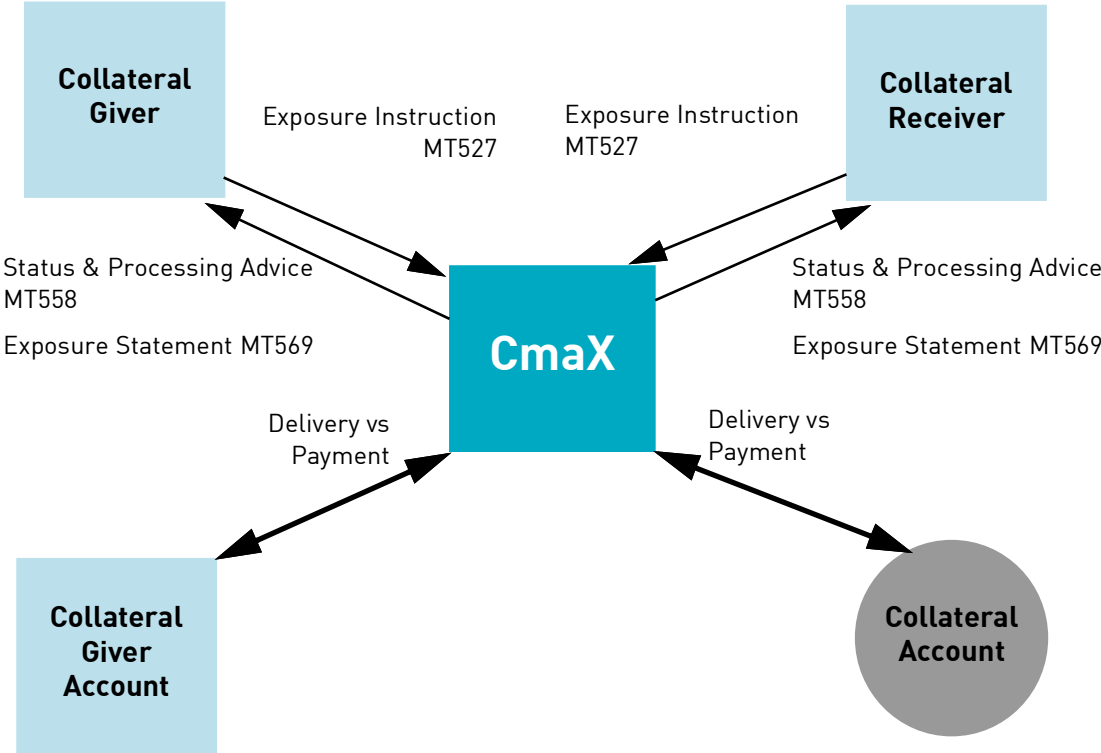 Collateral
Giver
Exposure Instruction
MT527
Exposure Instruction
MT527
Collateral
Receiver
Status & Processing Advice
MT558
Exposure Statement MT569
CmaX
Status & Processing Advice
MT558
Exposure Statement MT569
Delivery vs
Payment
Delivery vs
Payment
Collateral
Giver
Account
Collateral
Account